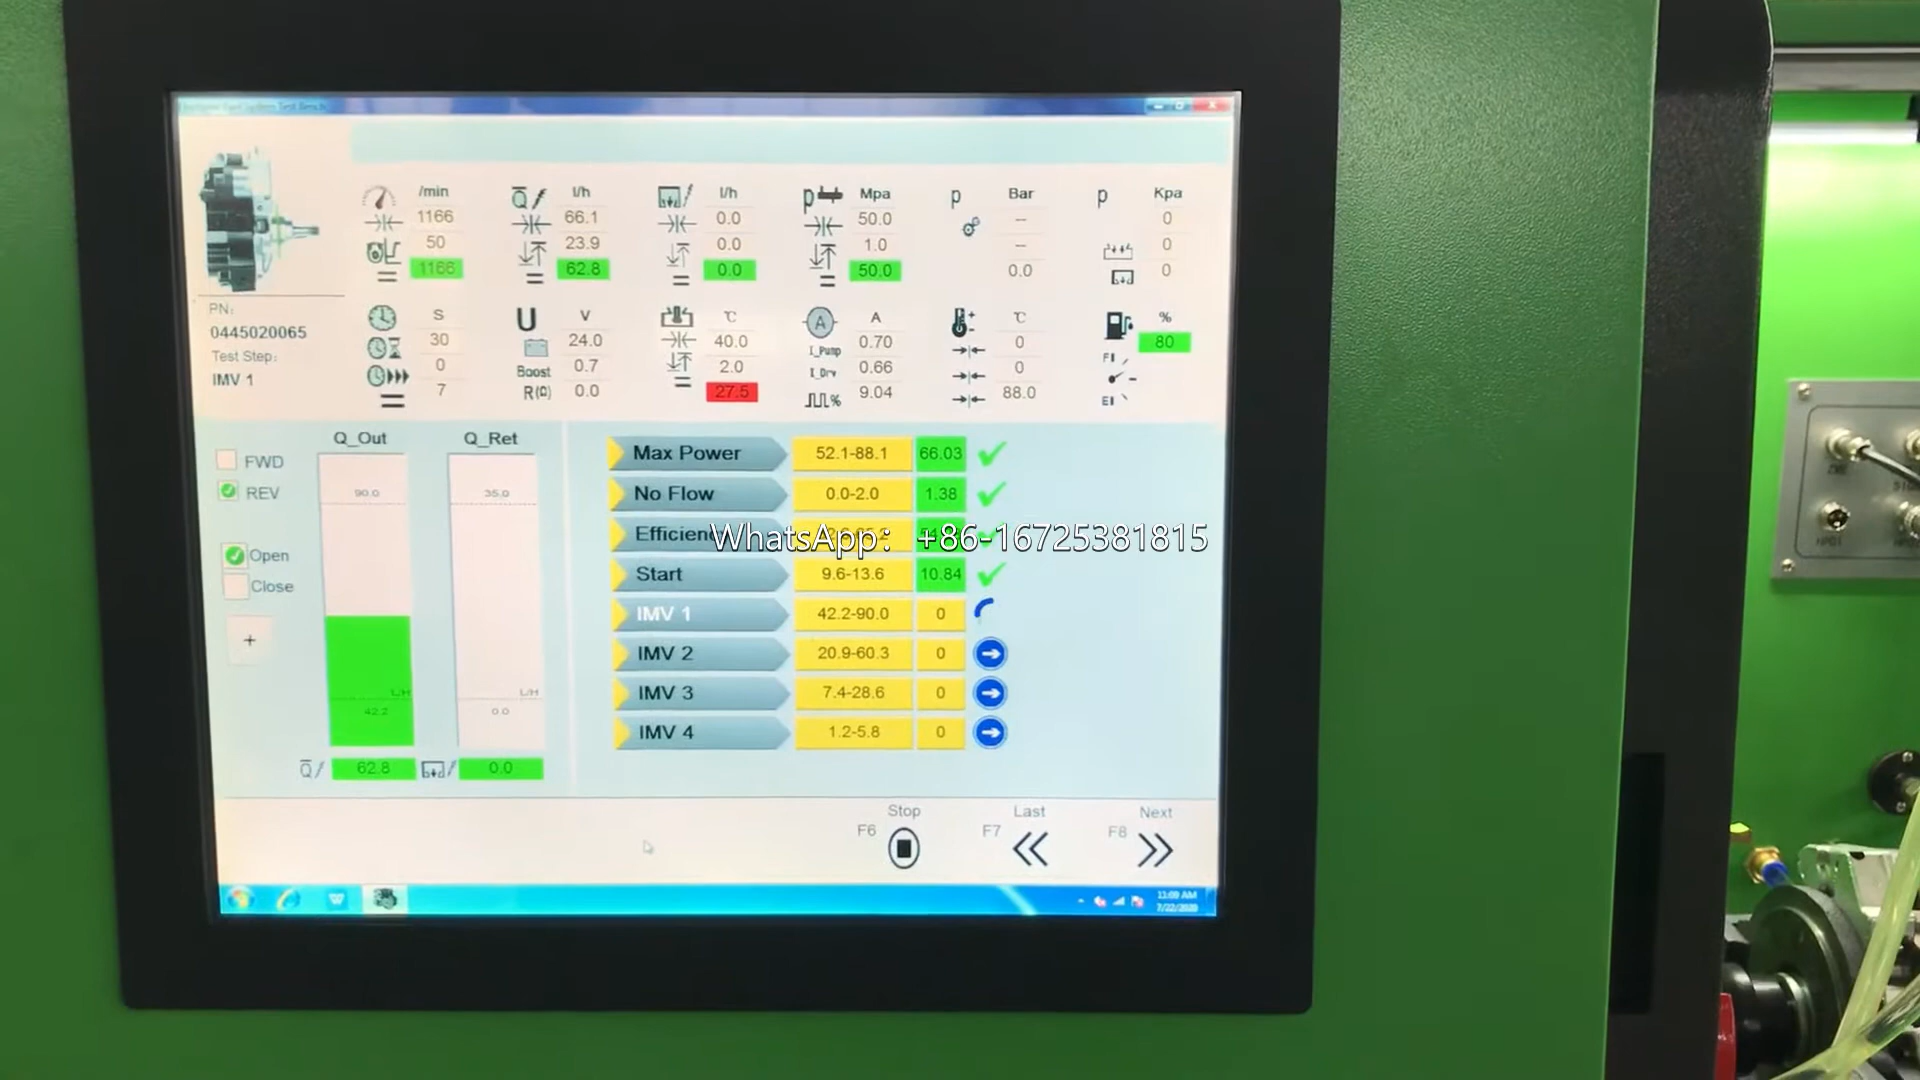 /min l/h l/h Mpa Bar Kpa
1166 66.1 0.0 50.0 -- 0
50 23.9 0.0 1.0 -- 0
1166 62.8 0.0 50.0 0.0 0
PN:
0445020065
Test Step:
IMV 1
S U V ℃ A ℃ %
30 24.0 40.0 I_Pump 0.70 0 80
0 Boost 0.7 2.0 I_Drv 0.66 0
7 R(Ω) 0.0 27.5 % 9.04 88.0
FWD
REV
Open
Close
+
Q_Out Q_Ret
90.0 35.0
L/H L/H
42.2 0.0
62.8 0.0
Max Power 52.1-88.1 66.03
No Flow 0.0-2.0 1.38
WhatsApp: +86-16725381815
Start 9.6-13.6 10.84
IMV 1 42.2-90.0 0
IMV 2 20.9-60.3 0
IMV 3 7.4-28.6 0
IMV 4 1.2-5.8 0
Stop Last Next
F6 F7 F8
11:09 AM
7/22/2020